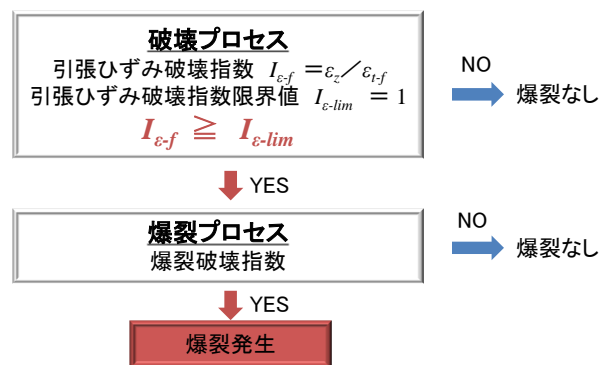 破壊プロセス
引張ひずみ破壊指数 Iε-f =εz／εt-f
引張ひずみ破壊指数限界値 Iε-lim = 1
Iε-f ≧ Iε-lim
NO
爆裂なし
YES
爆裂プロセス
爆裂破壊指数
NO
爆裂なし
YES
爆裂発生